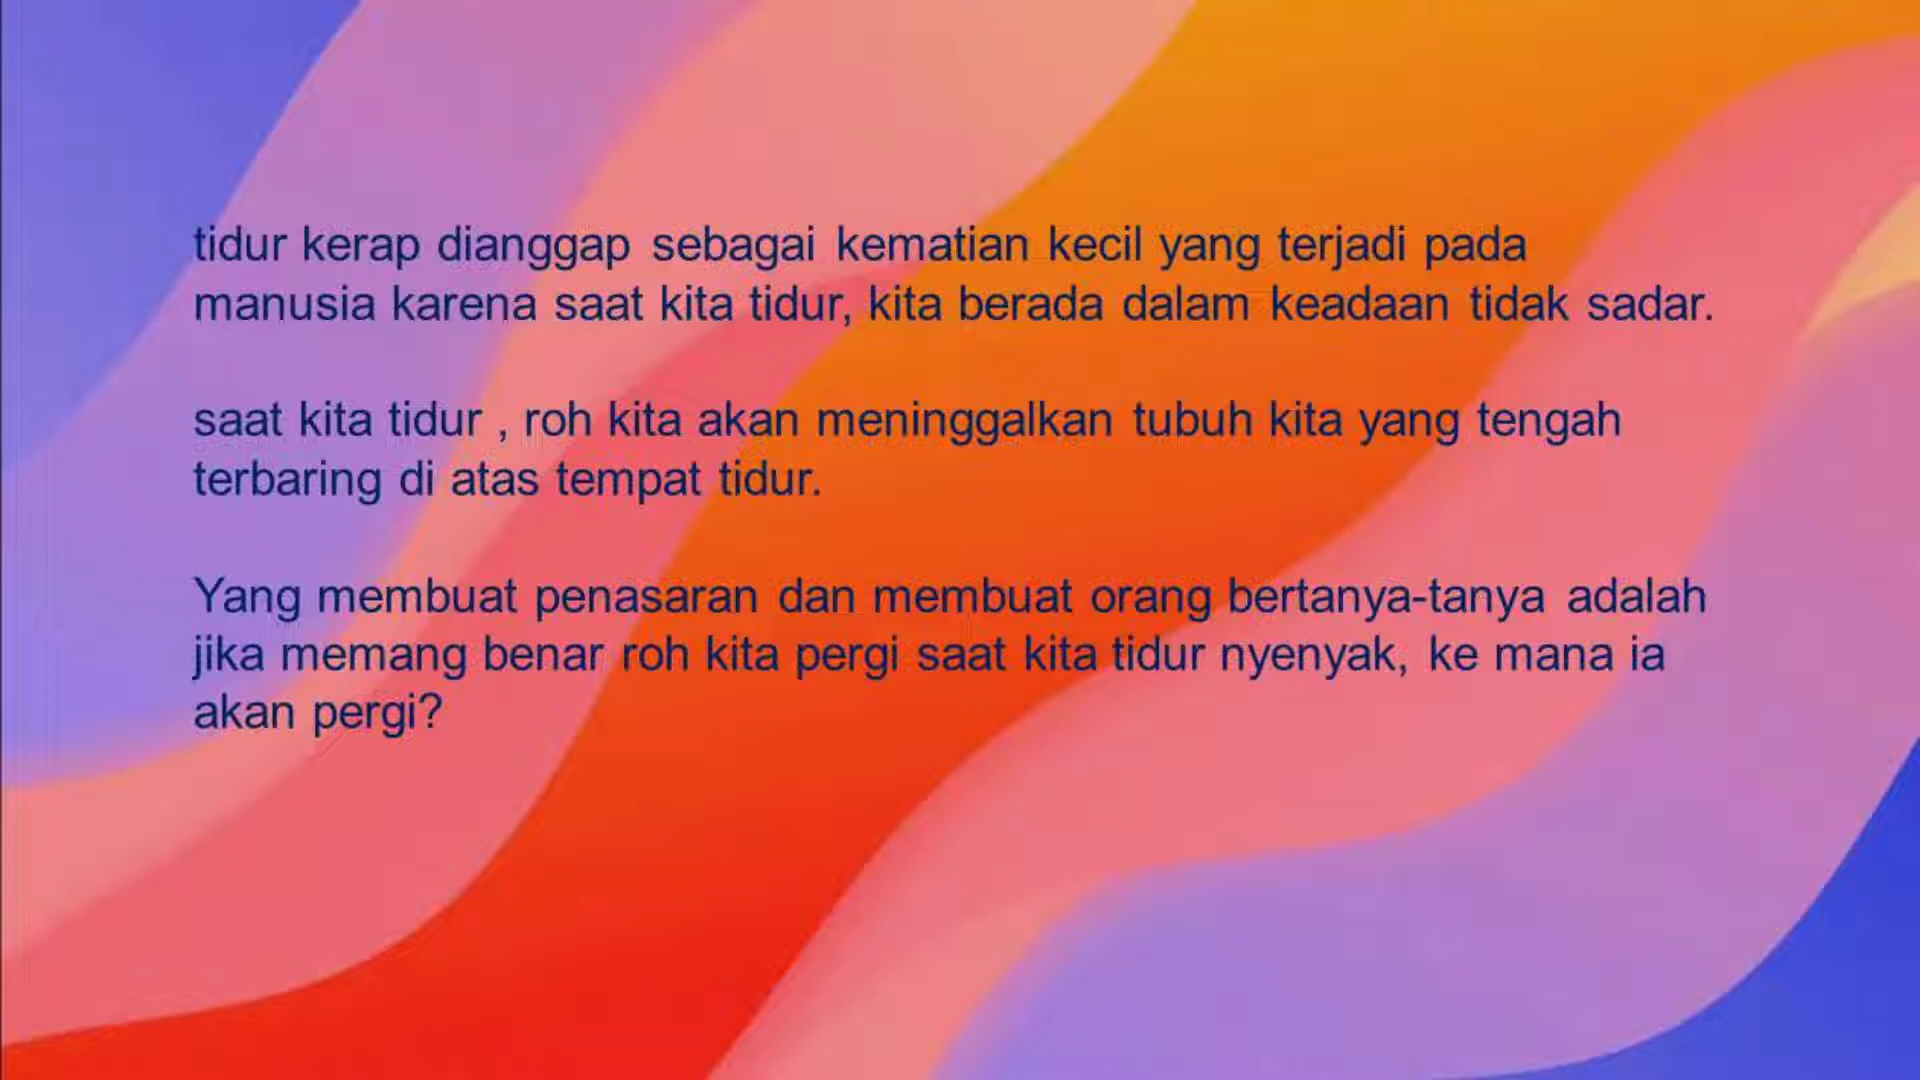 tidur kerap dianggap sebagai kematian kecil yang terjadi pada
manusia karena saat kita tidur, kita berada dalam keadaan tidak sadar.
saat kita tidur , roh kita akan meninggalkan tubuh kita yang tengah
terbaring di atas tempat tidur.
Yang membuat penasaran dan membuat orang bertanya-tanya adalah
jika memang benar roh kita pergi saat kita tidur nyenyak, ke mana ia
akan pergi?